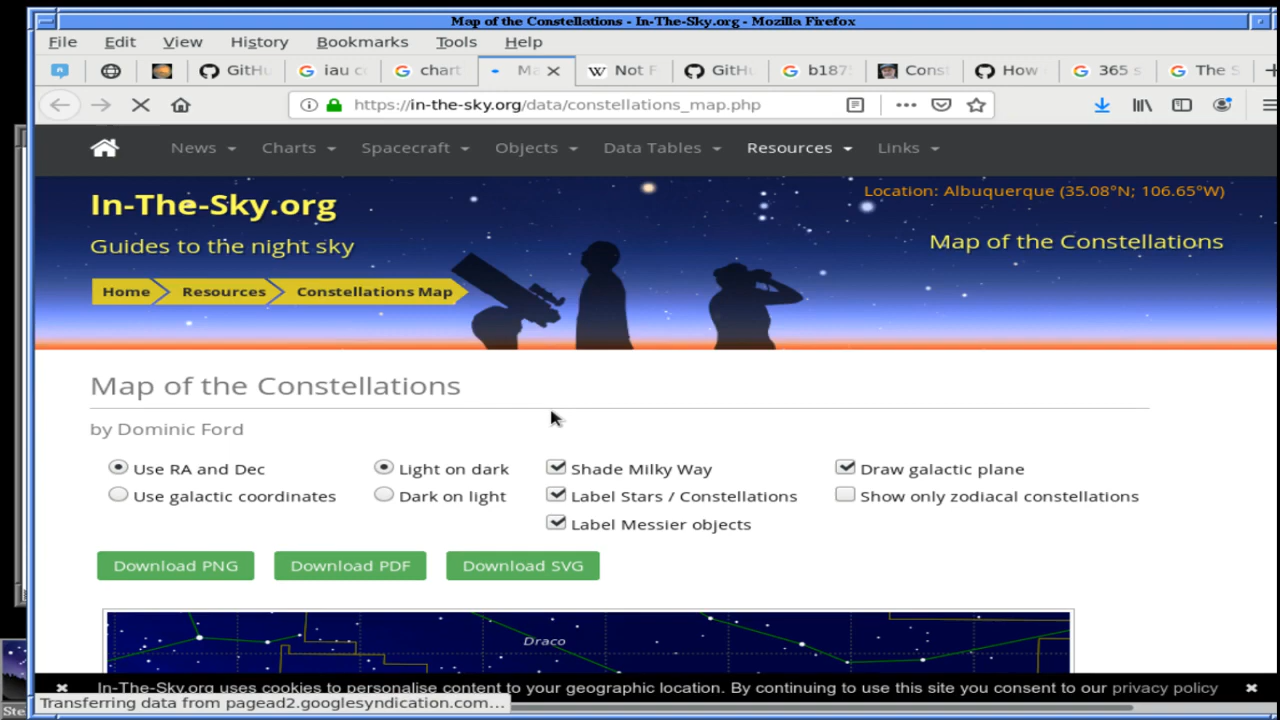 Map of the Constellations - In-The-Sky.org - Mozilla Firefox
File Edit View History Bookmarks Tools Help
GitHu iau c chart Ma Not F GitHu b187 Const How 365 s The S
https://in-the-sky.org/data/constellations_map.php
News Charts Spacecraft Objects Data Tables Resources Links
Location: Albuquerque (35.08°N; 106.65°W)
In-The-Sky.org
Guides to the night sky
Map of the Constellations
Home Resources Constellations Map
Map of the Constellations
by Dominic Ford
Use RA and Dec Light on dark Shade Milky Way Draw galactic plane
Use galactic coordinates Dark on light Label Stars / Constellations Show only zodiacal constellations
Label Messier objects
Download PNG Download PDF Download SVG
Draco
In-The-Sky.org uses cookies to personalise content to your geographic location. By continuing to use this site you consent to our privacy policy
Transferring data from pagead2.googlesyndication.com...
Ste